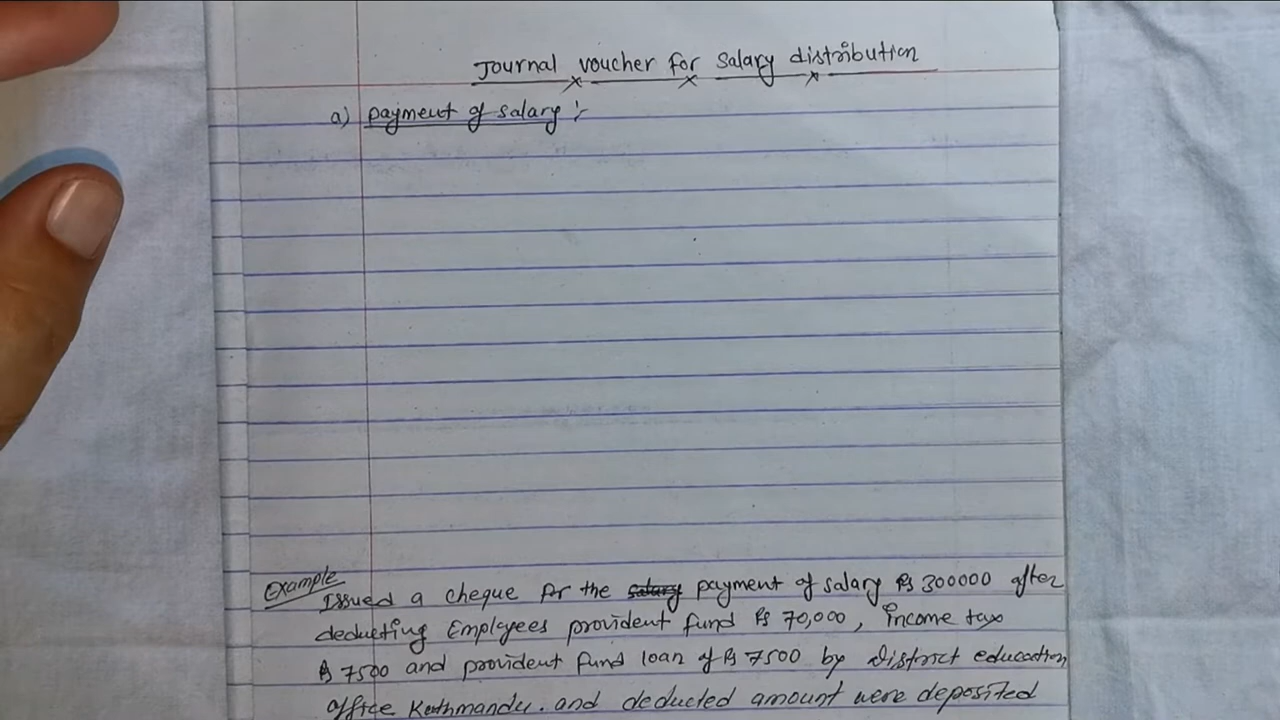 Journal voucher for salary distribution
a) payment of salary :-
Example
Issued a cheque for the salary payment of salary Rs 300000 after
deducting Employees provident fund Rs 70,000, income tax
Rs 7500 and provident fund loan of Rs 7500 by district education
office Kathmandu. and deducted amount were deposited